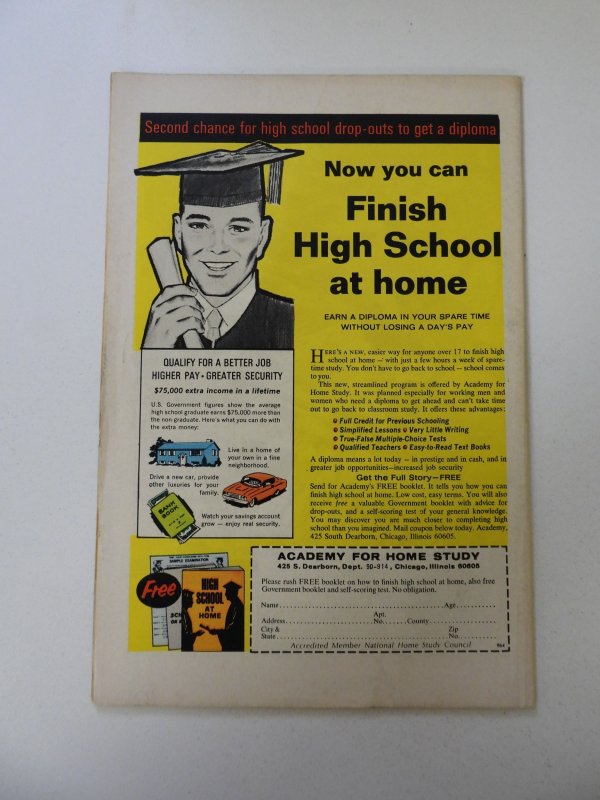 Second chance for high school drop-outs to get a diploma
Now you can
Finish
High School
at home
EARN A DIPLOMA IN YOUR SPARE TIME
WITHOUT LOSING A DAY'S PAY
QUALIFY FOR A BETTER JOB
HIGHER PAY • GREATER SECURITY
$75,000 extra income in a lifetime
U.S. Government figures show the average
high school graduate earns $75,000 more than
the non-graduate. Here's what you can do with
the extra money:
Live in a home of
your own in a fine
neighborhood.
Drive a new car, provide
other luxuries for your
family.
BANK
BOOK
Watch your savings account
grow — enjoy real security.
HERE'S A NEW, easier way for anyone over 17 to finish high
school at home — with just a few hours a week of spare-
time study. You don't have to go back to school — school comes
to you.
This new, streamlined program is offered by Academy for
Home Study. It was planned especially for working men and
women who need a diploma to get ahead and can't take time
out to go back to classroom study. It offers these advantages:
Full Credit for Previous Schooling
Simplified Lessons Very Little Writing
True-False Multiple-Choice Tests
Qualified Teachers Easy-to-Read Text Books
A diploma means a lot today — in prestige and in cash, and in
greater job opportunities—increased job security
Get the Full Story—FREE
Send for Academy's FREE booklet. It tells you how you can
finish high school at home. Low cost, easy terms. You will also
receive free a valuable Government booklet with advice for
drop-outs, and a self-scoring test of your general knowledge.
You may discover you are much closer to completing high
school than you imagined. Mail coupon below today. Academy,
425 South Dearborn, Chicago, Illinois 60605.
Free
SAMPLE EXAMINATION
HIGH
SCHOOL
AT
HOME
ACADEMY FOR HOME STUDY
425 S. Dearborn, Dept. 90-914, Chicago, Illinois 60605
Please rush FREE booklet on how to finish high school at home, also free
Government booklet and self-scoring test. No obligation.
Name Age
Address Apt. No. County
City & State Zip No.
Accredited Member National Home Study Council